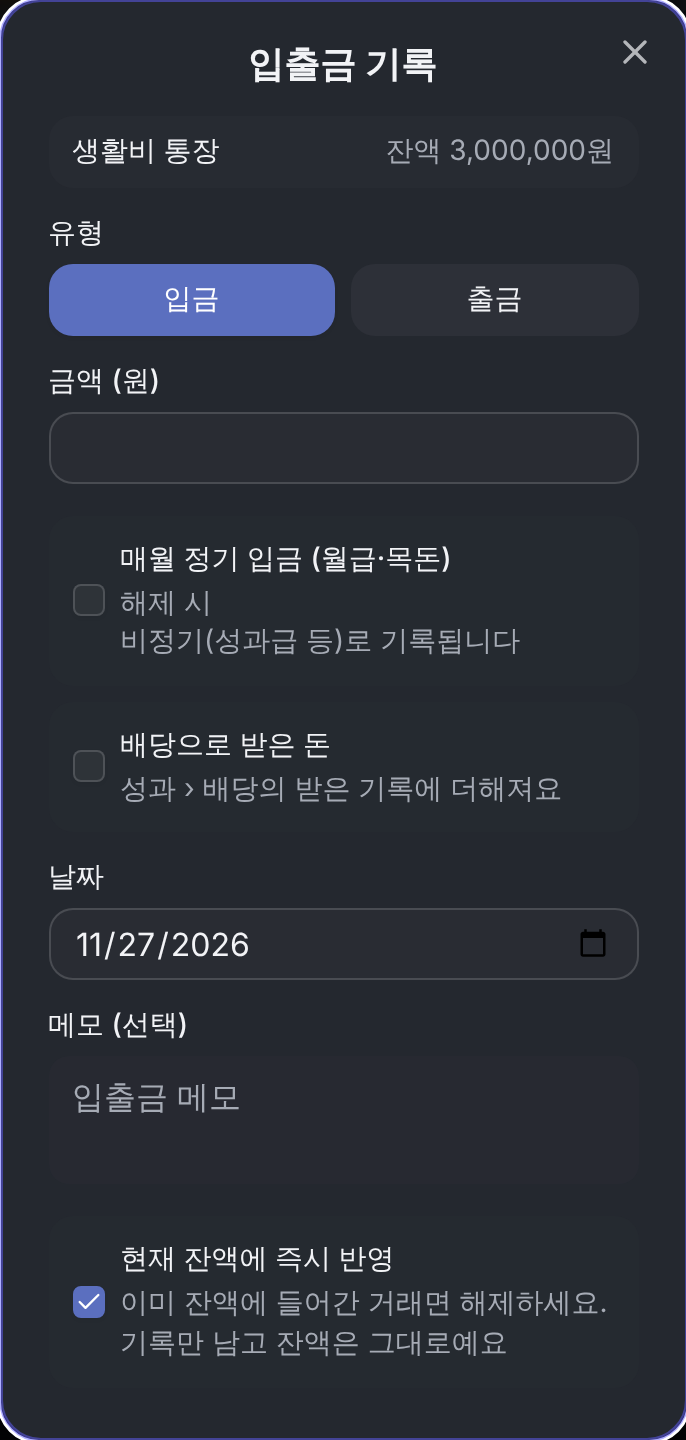 입출금 기록
생활비 통장 잔액 3,000,000원
유형
입금 출금
금액 (원)
매월 정기 입금 (월급·목돈)
해제 시
비정기(성과급 등)로 기록됩니다
배당으로 받은 돈
성과 › 배당의 받은 기록에 더해져요
날짜
11/27/2026
메모 (선택)
입출금 메모
현재 잔액에 즉시 반영
이미 잔액에 들어간 거래면 해제하세요.
기록만 남고 잔액은 그대로예요